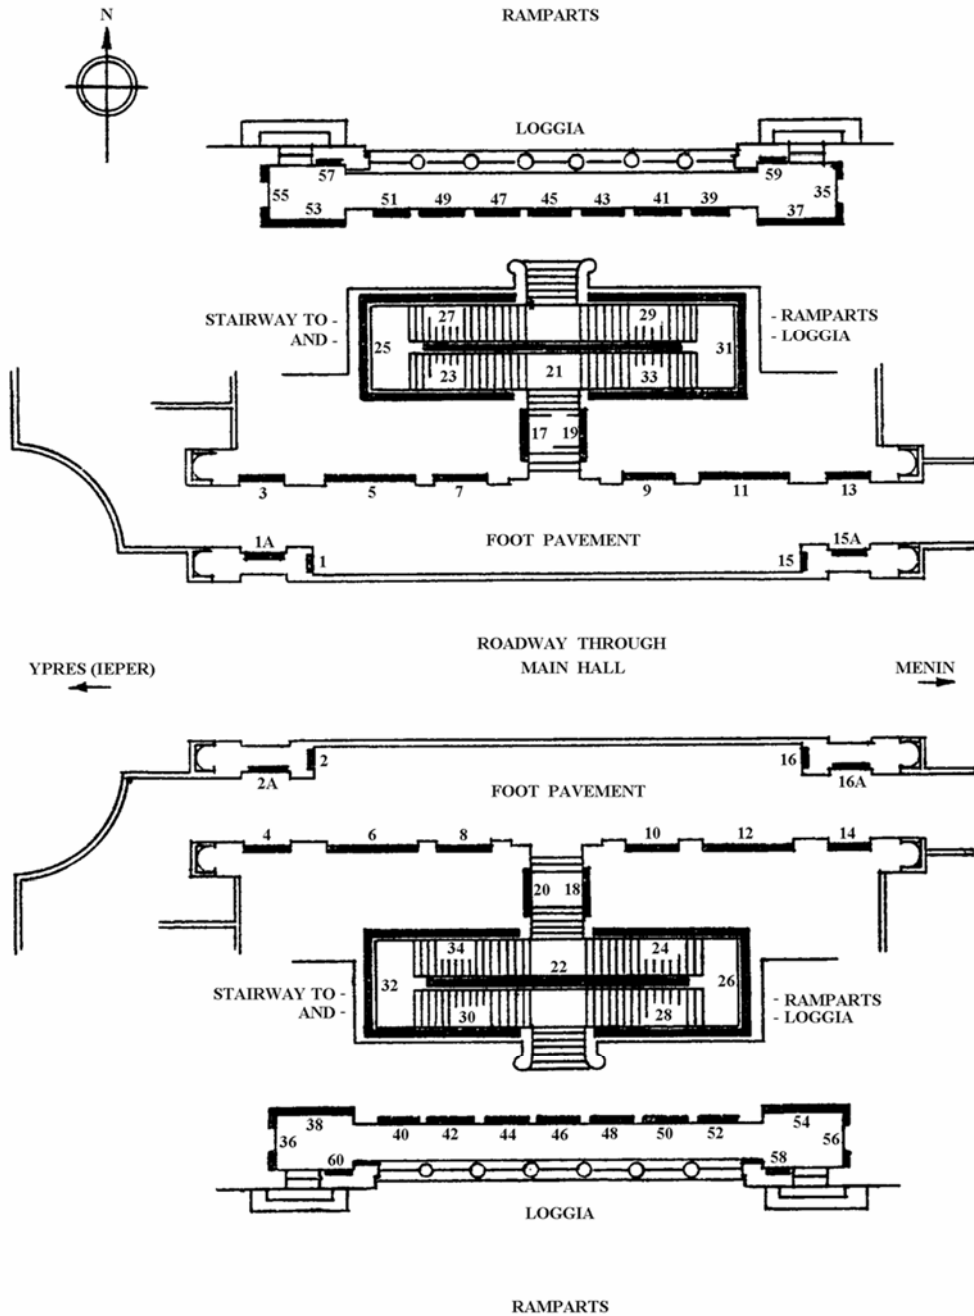 N
RAMPARTS
LOGGIA
57
59
55
53
51
49
47
45
43
41
39
37
35
STAIRWAY TO -
AND -
27
29
- RAMPARTS
- LOGGIA
25
31
23
21
33
17
19
3
5
7
9
11
13
1A
FOOT PAVEMENT
15A
1
15
ROADWAY THROUGH
MAIN HALL
YPRES (IEPER)
MENIN
2
16
2A
FOOT PAVEMENT
16A
4
6
8
10
12
14
20
18
34
22
24
32
26
STAIRWAY TO -
AND -
30
28
- RAMPARTS
- LOGGIA
38
54
36
40
42
44
46
48
50
52
56
60
58
LOGGIA
RAMPARTS